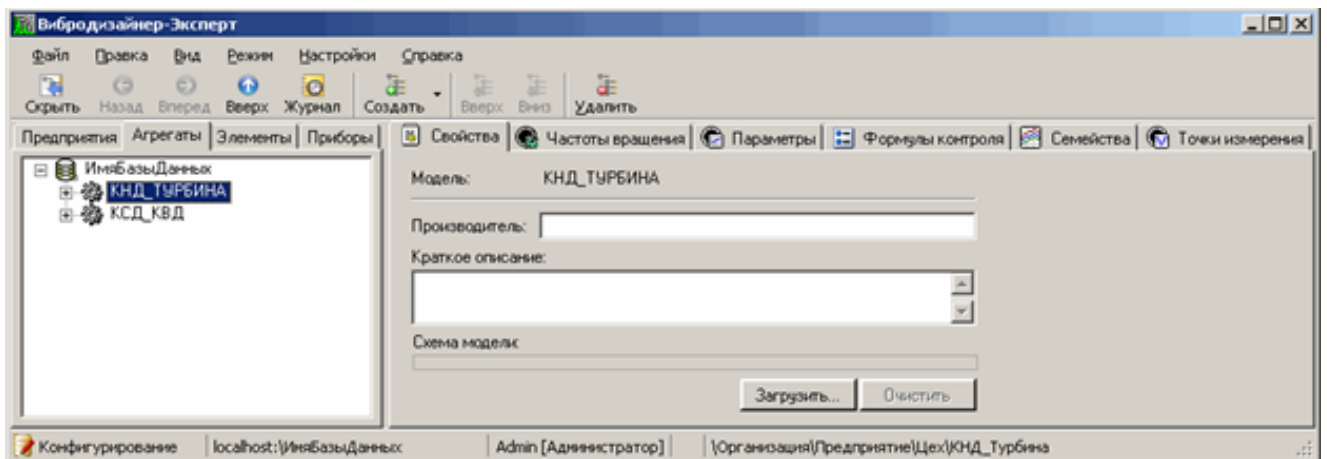 Вибродизайнер-Эксперт
Файл Правка Вид Режим Настройки Справка
Скрыть Назад Вперед Вверх Журнал Создать Вверх Вниз Удалить
Предприятия Агрегаты Элементы Приборы Свойства Частоты вращения Параметры Формулы контроля Семейства Точки измерения
ИмяБазыДанных
КНД_ТУРБИНА
КСД_КВД
Модель: КНД_ТУРБИНА
Производитель:
Краткое описание:
Схема модели:
Загрузить... Очистить
Конфигурирование localhost:\ИмяБазыДанных Admin [Администратор] \Организация\Предприятие\Цех\КНД_Турбина